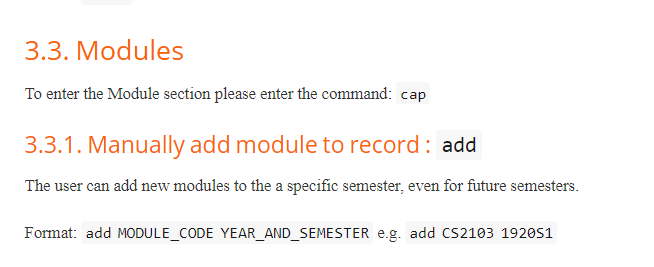 3.3. Modules
To enter the Module section please enter the command: cap
3.3.1. Manually add module to record : add
The user can add new modules to the a specific semester, even for future semesters.
Format: add MODULE_CODE YEAR_AND_SEMESTER e.g. add CS2103 1920S1